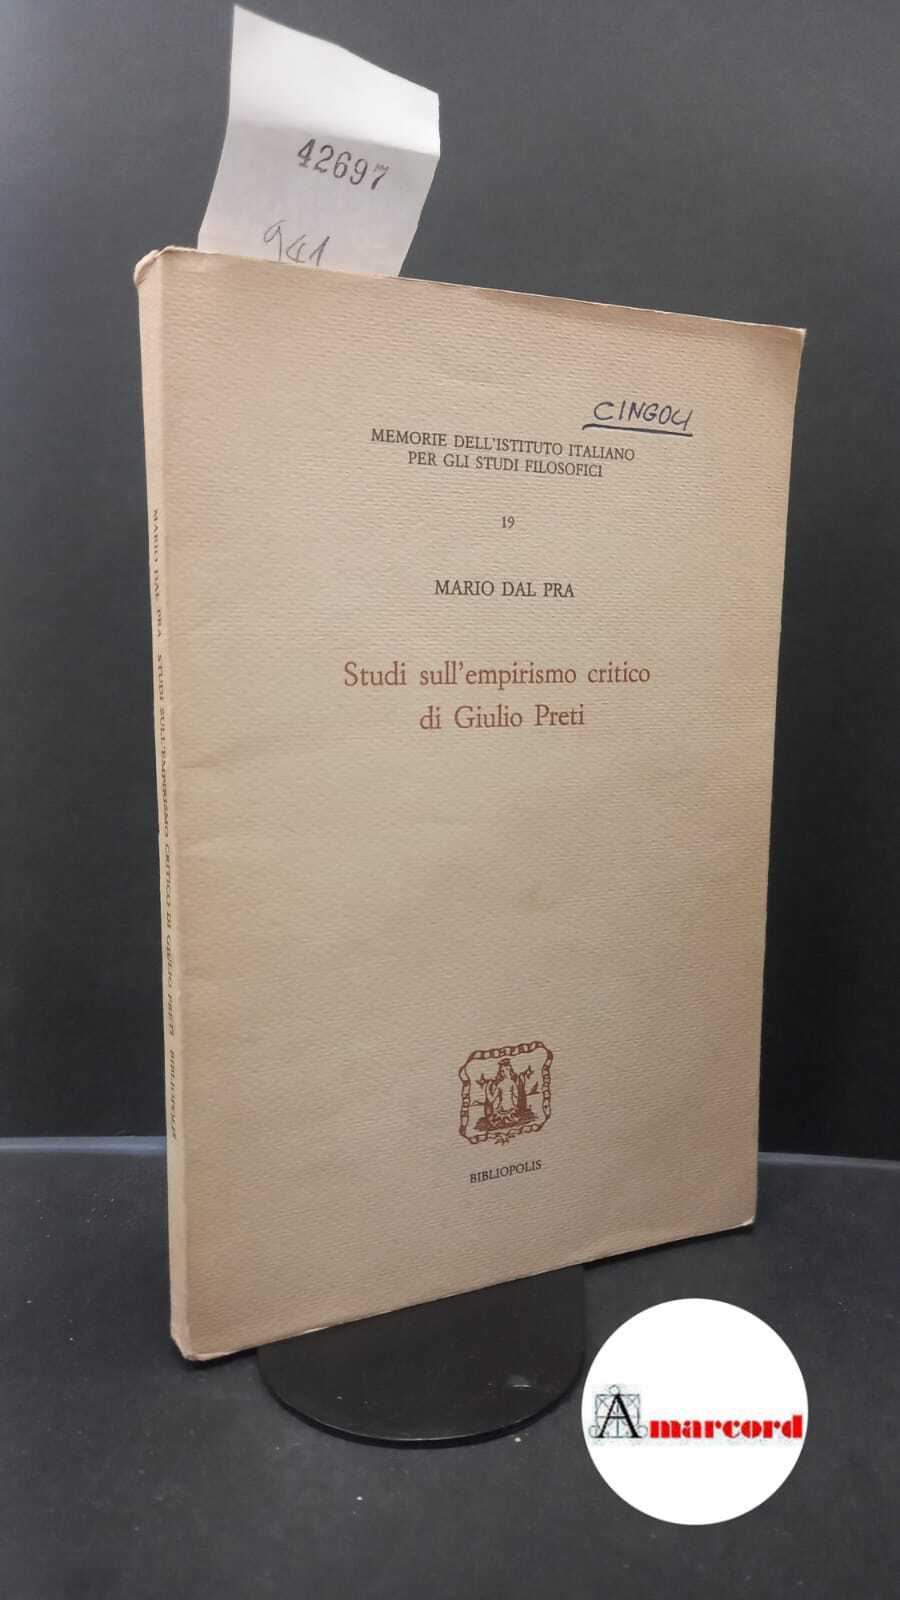 42697
941
CINGOLI
MEMORIE DELL'ISTITUTO ITALIANO
PER GLI STUDI FILOSOFICI
19
MARIO DAL PRA
Studi sull'empirismo critico
di Giulio Preti
BIBLIOPOLIS
MARIO DAL PRA STUDI SULL'EMPIRISMO CRITICO DI GIULIO PRETI BIBLIOPOLIS
Amarcord